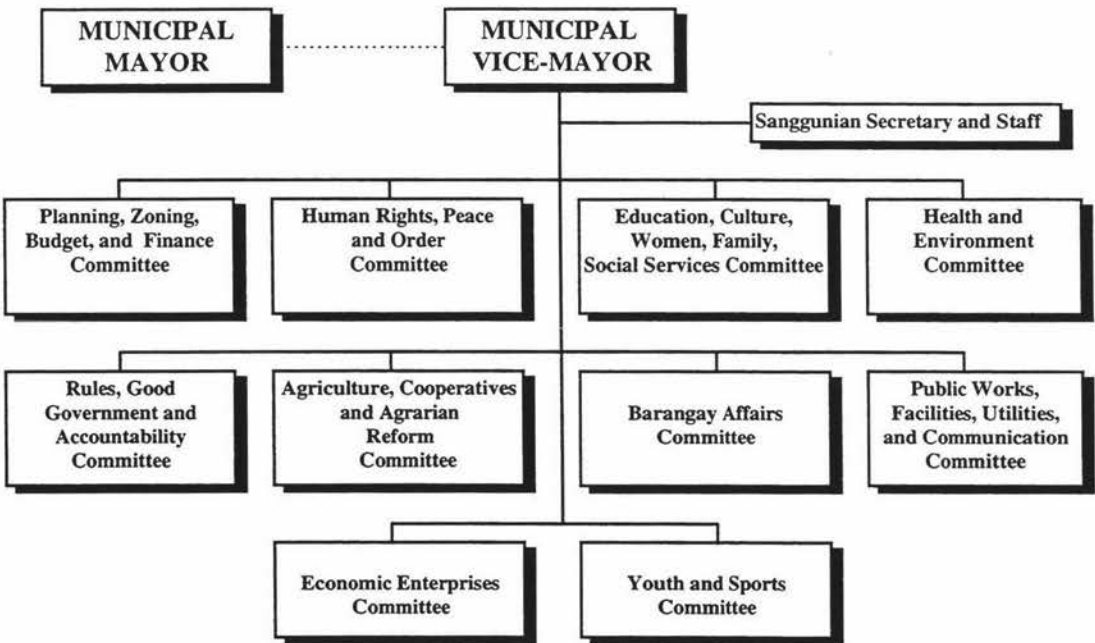 MUNICIPAL
MAYOR
MUNICIPAL
VICE-MAYOR
Sanggunian Secretary and Staff
Planning, Zoning,
Budget, and Finance
Committee
Human Rights, Peace
and Order
Committee
Education, Culture,
Women, Family,
Social Services Committee
Health and
Environment
Committee
Rules, Good
Government and
Accountability
Committee
Agriculture, Cooperatives
and Agrarian
Reform
Committee
Barangay Affairs
Committee
Public Works,
Facilities, Utilities,
and Communication
Committee
Economic Enterprises
Committee
Youth and Sports
Committee